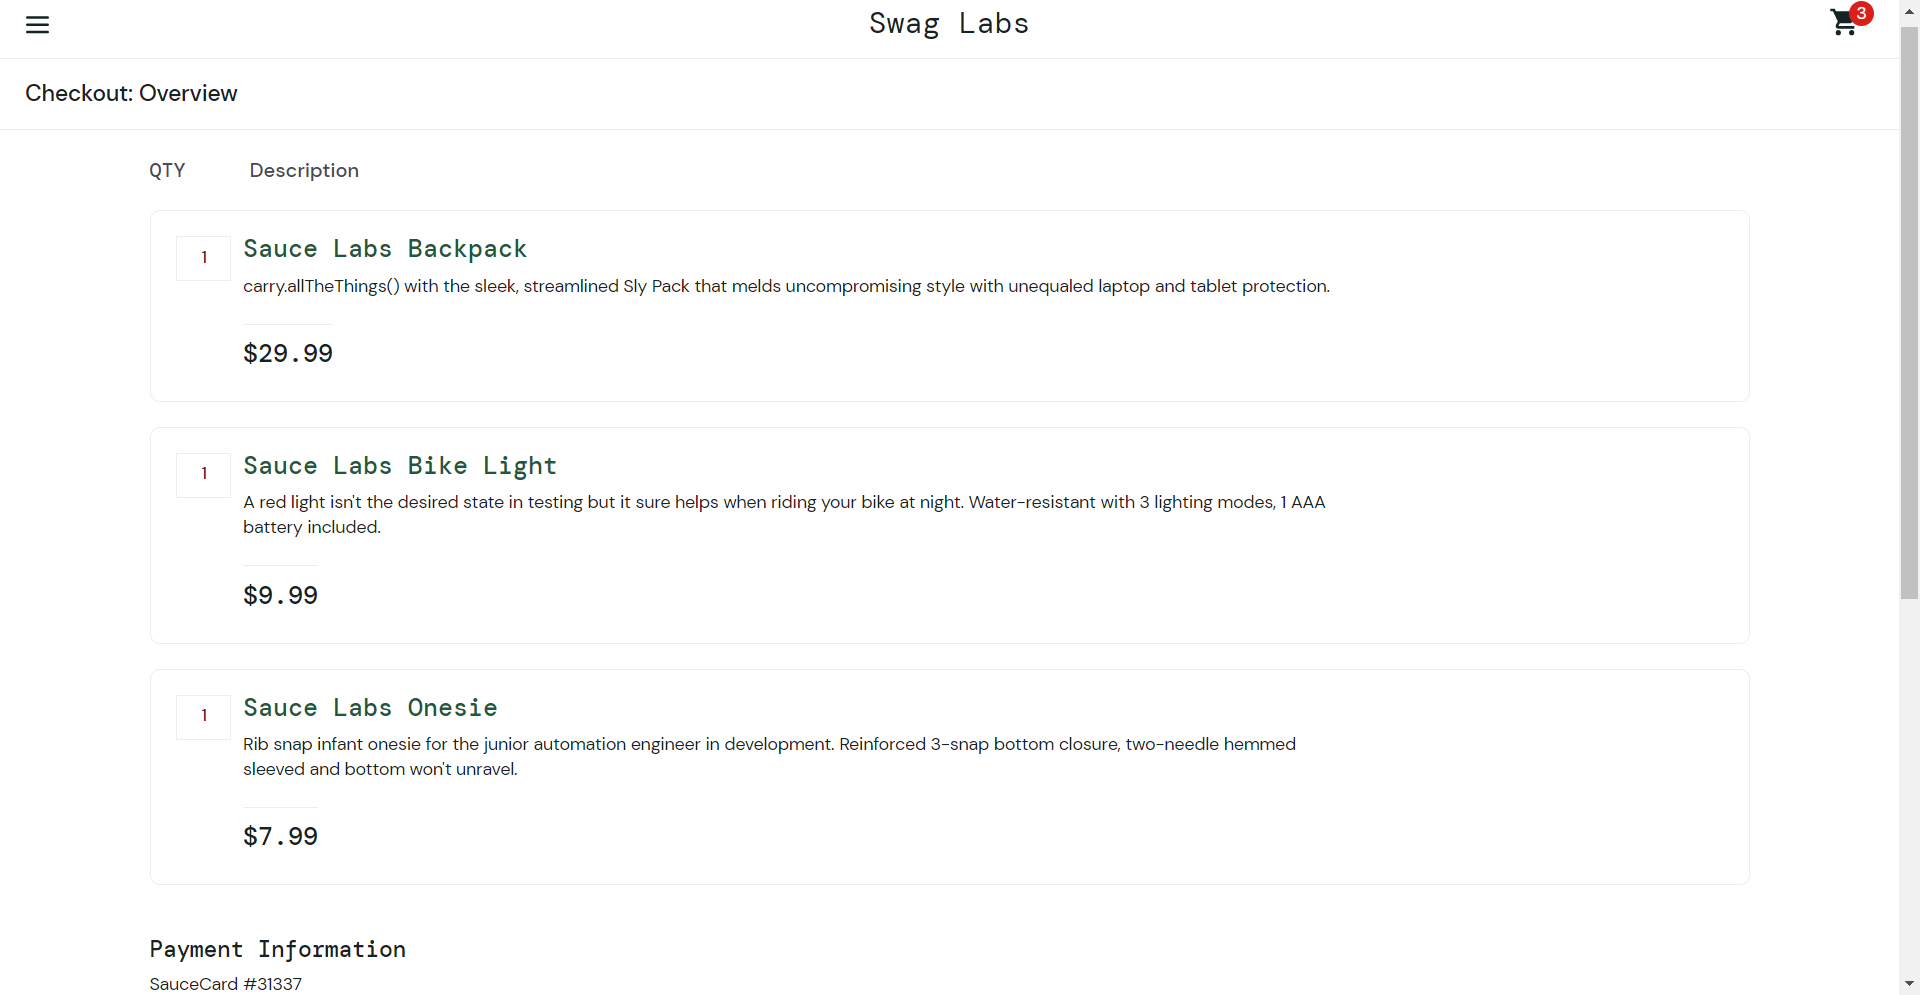 Swag Labs
3
Checkout: Overview
QTY Description
1
Sauce Labs Backpack
carry.allTheThings() with the sleek, streamlined Sly Pack that melds uncompromising style with unequaled laptop and tablet protection.
$29.99
1
Sauce Labs Bike Light
A red light isn't the desired state in testing but it sure helps when riding your bike at night. Water-resistant with 3 lighting modes, 1 AAA
battery included.
$9.99
1
Sauce Labs Onesie
Rib snap infant onesie for the junior automation engineer in development. Reinforced 3-snap bottom closure, two-needle hemmed
sleeved and bottom won't unravel.
$7.99
Payment Information
SauceCard #31337